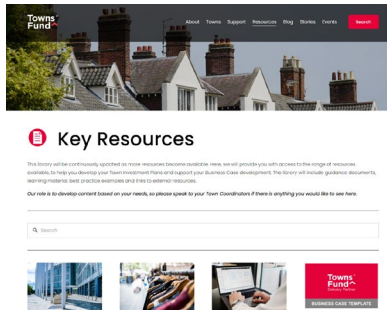 Towns
Fund
About Towns Support Resources Blog Stories Events Search
Key Resources
This library will be continuously updated as more resources become available. Here, we will provide you with access to the range of resources
available, to help you develop your Town Investment Plans and support your Business Case development. The library will include guidance documents,
learning material, best practice examples and links to external resources.
Our role is to develop content based on your needs, so please speak to your Town Coordinators if there is anything you would like to see here.
Search
Towns
Fund
Delivery Partner
BUSINESS CASE TEMPLATE